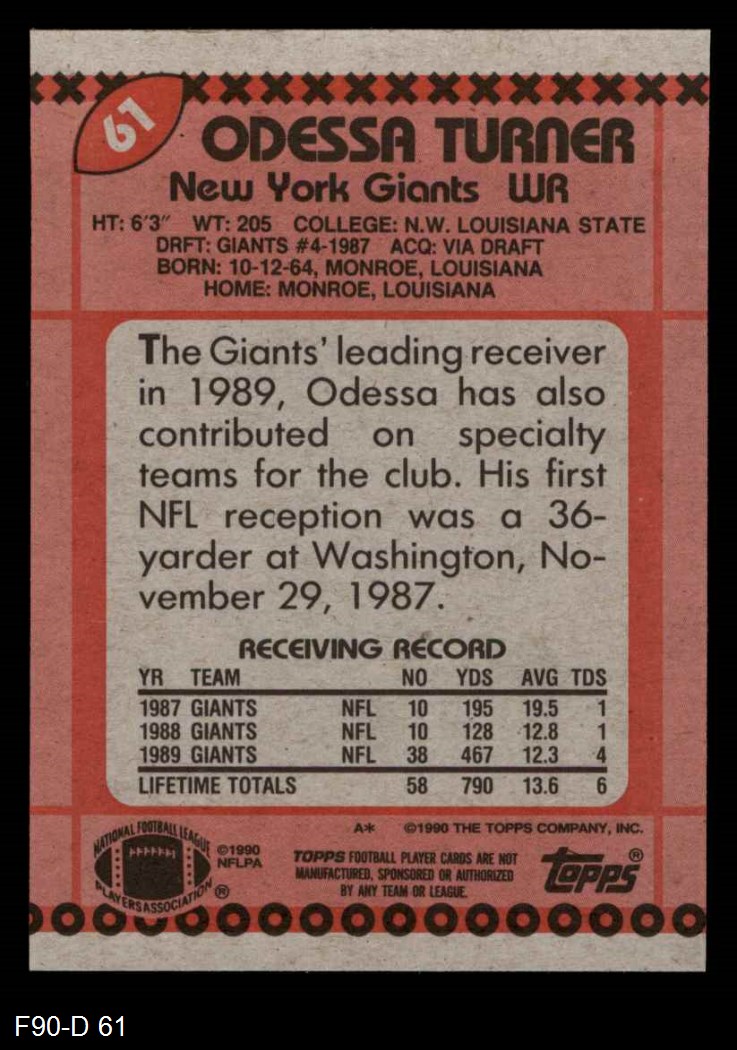 61
ODESSA TURNER
New York Giants WR
HT: 6'3" WT: 205 COLLEGE: N.W. LOUISIANA STATE
DRFT: GIANTS #4-1987 ACQ: VIA DRAFT
BORN: 10-12-64, MONROE, LOUISIANA
HOME: MONROE, LOUISIANA
The Giants' leading receiver
in 1989, Odessa has also
contributed on specialty
teams for the club. His first
NFL reception was a 36-
yarder at Washington, No-
vember 29, 1987.
RECEIVING RECORD
YR TEAM NO YDS AVG TDS
1987 GIANTS NFL 10 195 19.5 1
1988 GIANTS NFL 10 128 12.8 1
1989 GIANTS NFL 38 467 12.3 4
LIFETIME TOTALS 58 790 13.6 6
A* ©1990 THE TOPPS COMPANY, INC.
NATIONAL FOOTBALL LEAGUE
PLAYERS ASSOCIATION ®
©1990
NFLPA
TOPPS FOOTBALL PLAYER CARDS ARE NOT
MANUFACTURED, SPONSORED OR AUTHORIZED
BY ANY TEAM OR LEAGUE.
topps®
F90-D 61